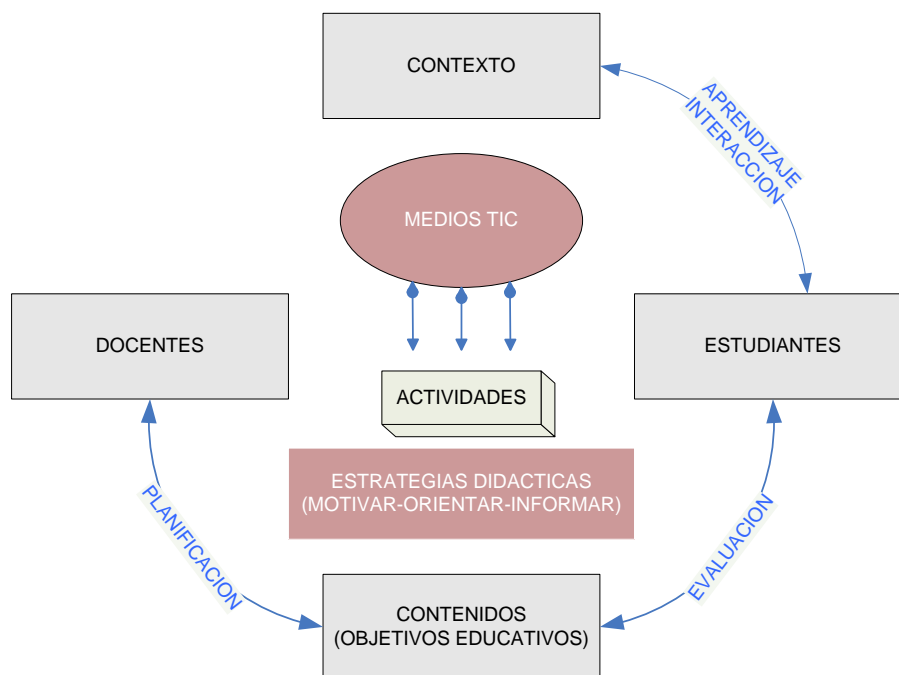 CONTEXTO
APRENDIZAJE
INTERACCION
MEDIOS TIC
DOCENTES
ESTUDIANTES
ACTIVIDADES
ESTRATEGIAS DIDACTICAS
(MOTIVAR-ORIENTAR-INFORMAR)
PLANIFICACION
EVALUACION
CONTENIDOS
(OBJETIVOS EDUCATIVOS)